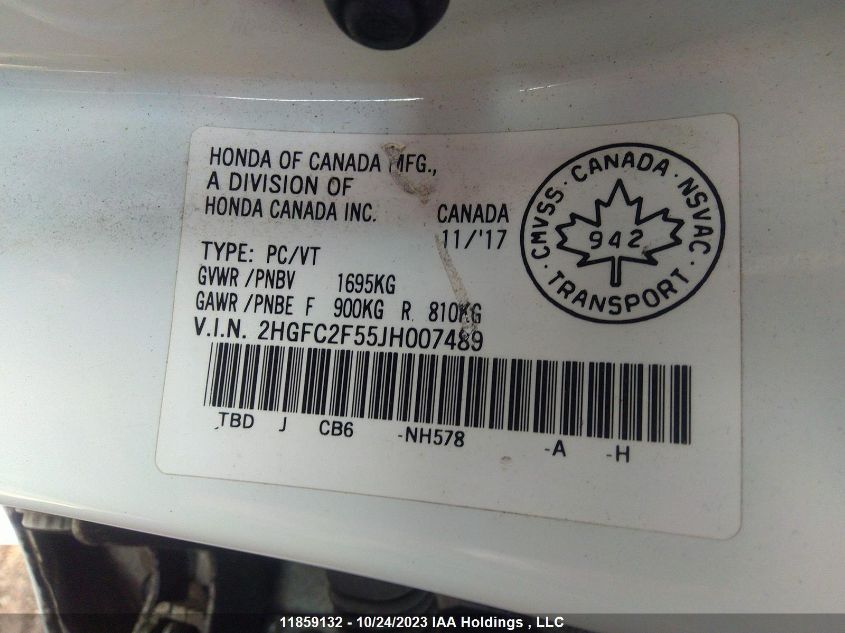 HONDA OF CANADA MFG.,
A DIVISION OF
HONDA CANADA INC. CANADA
11/'17
TYPE: PC/VT
GVWR/PNBV 1695KG
GAWR/PNBE F 900KG R 810KG
V.I.N. 2HGFC2F55JH007489
TBD J CB6 -NH578 -A -H
CMVSS · CANADA · NSVAC · TRANSPORT ·
942
11859132 - 10/24/2023 IAA Holdings , LLC